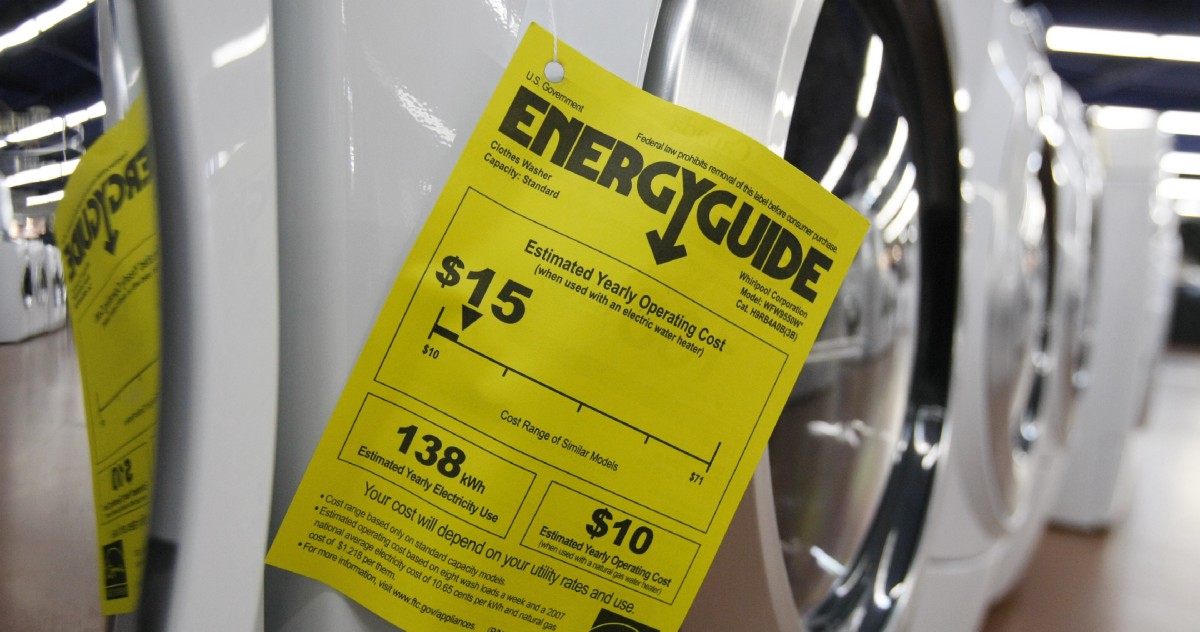 U.S. Government
Federal law prohibits removal of this label before consumer purchase.
ENERGYGUIDE
Clothes Washer
Capacity: Standard
Whirlpool Corporation
Model: WFW9550W*
Cat. H9RB4A0B(3B)
Estimated Yearly Operating Cost
(when used with an electric water heater)
$15
$10
$71
Cost Range of Similar Models
138 kWh
Estimated Yearly Electricity Use
$10
Estimated Yearly Operating Cost
(when used with a natural gas water heater)
Your cost will depend on your utility rates and use.
• Cost range based only on standard capacity models.
• Estimated operating cost based on eight wash loads a week and a 2007
national average electricity cost of 10.65 cents per kWh and natural gas
cost of $1.218 per therm.
• For more information, visit www.ftc.gov/appliances.